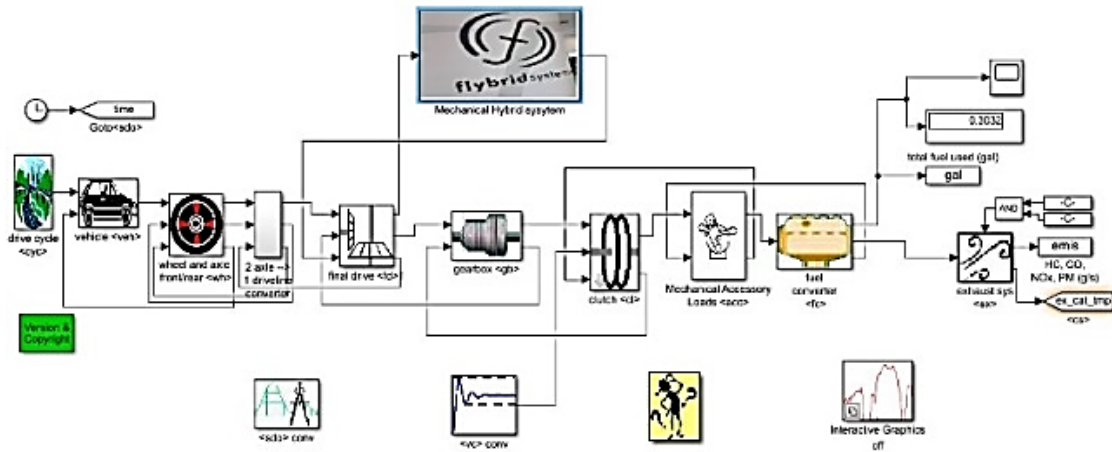 flybrid systems
Mechanical Hybrid sysytem
time
Goto<sdo>
0.3032
total fuel used (gal)
gal
AND
-C-
-C-
drive cycle
<cyc>
vehicle <veh>
wheel and axle
front/rear <wh>
2 axle -->
1 driveline
converter
final drive <fd>
gearbox <gb>
clutch <cl>
Mechanical Accessory
Loads <acc>
fuel
converter
<fc>
exhaust sys <ex>
emis
HC, CO,
NOx, PM (g/s)
ex_cat_tmp
<cs>
Version &
Copyright
<sdo> conv
<vc> conv
Interactive Graphics
off